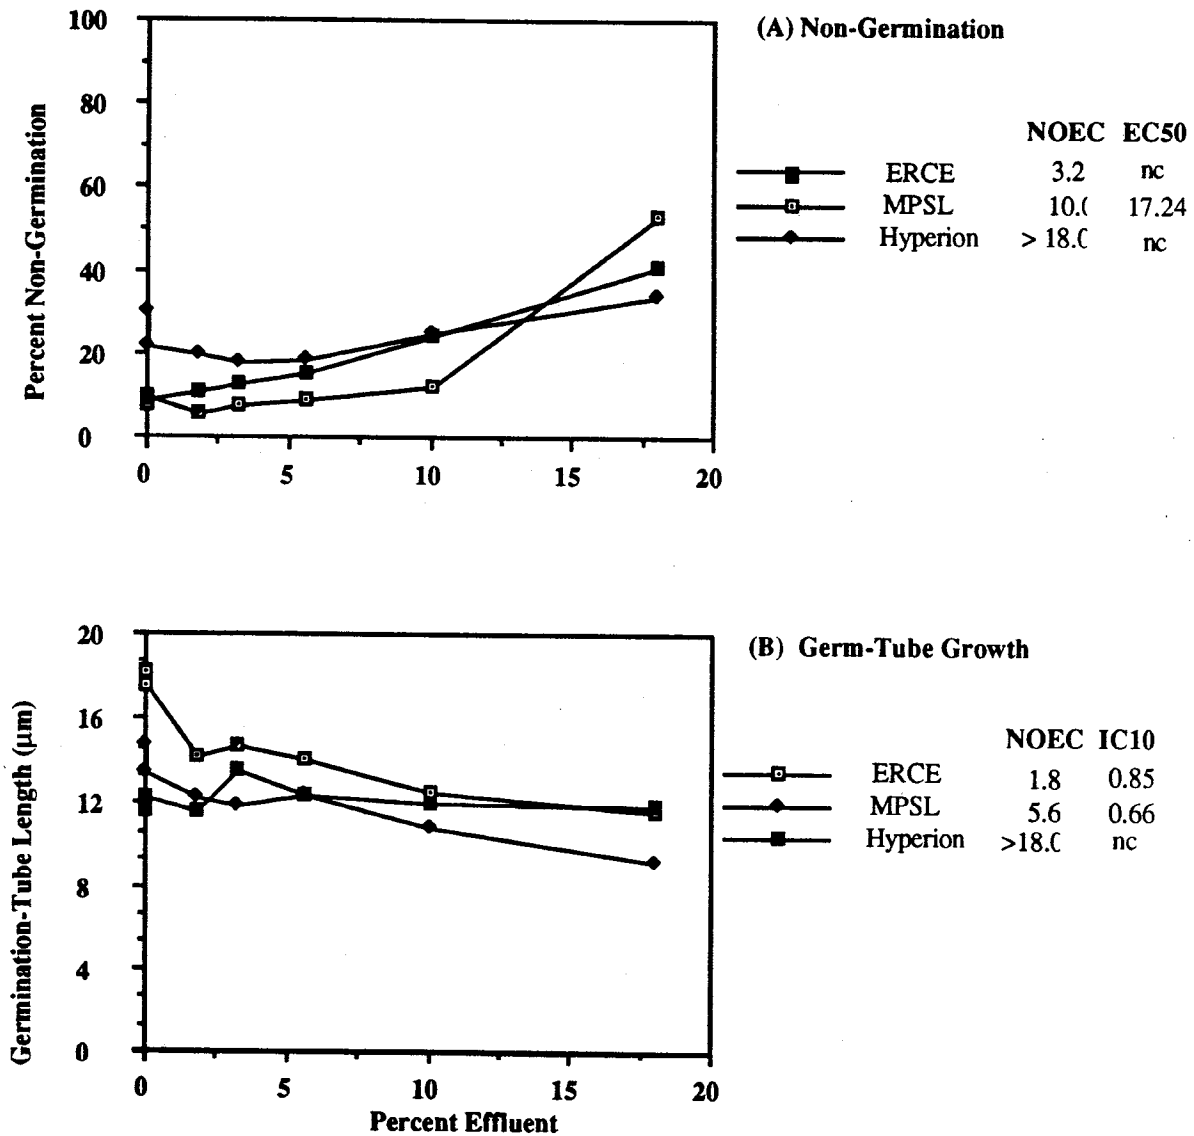 (A) Non-Germination
Percent Non-Germination
100
80
60
40
20
0
0 5 10 15 20
NOEC EC50
ERCE 3.2 nc
MPSL 10.( 17.24
Hyperion > 18.( nc
(B) Germ-Tube Growth
Germination-Tube Length (µm)
20
16
12
8
4
0
0 5 10 15 20
Percent Effluent
NOEC IC10
ERCE 1.8 0.85
MPSL 5.6 0.66
Hyperion >18.( nc